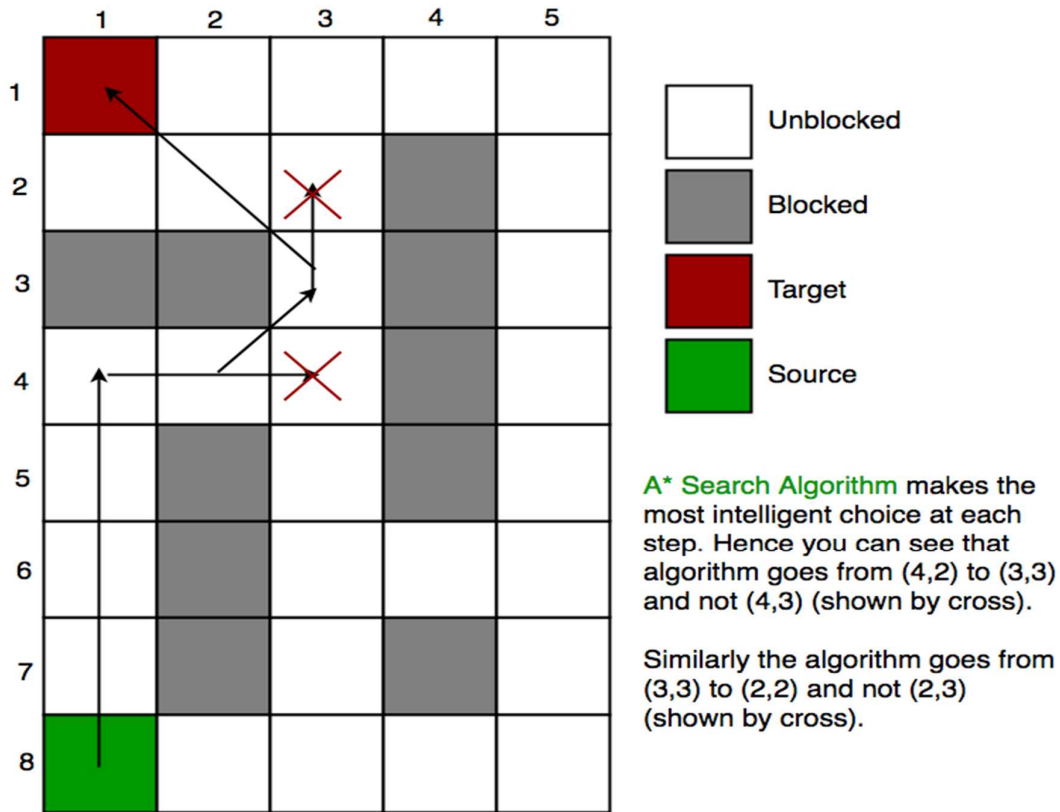 1 2 3 4 5
1
Unblocked
2
Blocked
3
Target
4
Source
5
6
7
8
A* Search Algorithm makes the
most intelligent choice at each
step. Hence you can see that
algorithm goes from (4,2) to (3,3)
and not (4,3) (shown by cross).
Similarly the algorithm goes from
(3,3) to (2,2) and not (2,3)
(shown by cross).